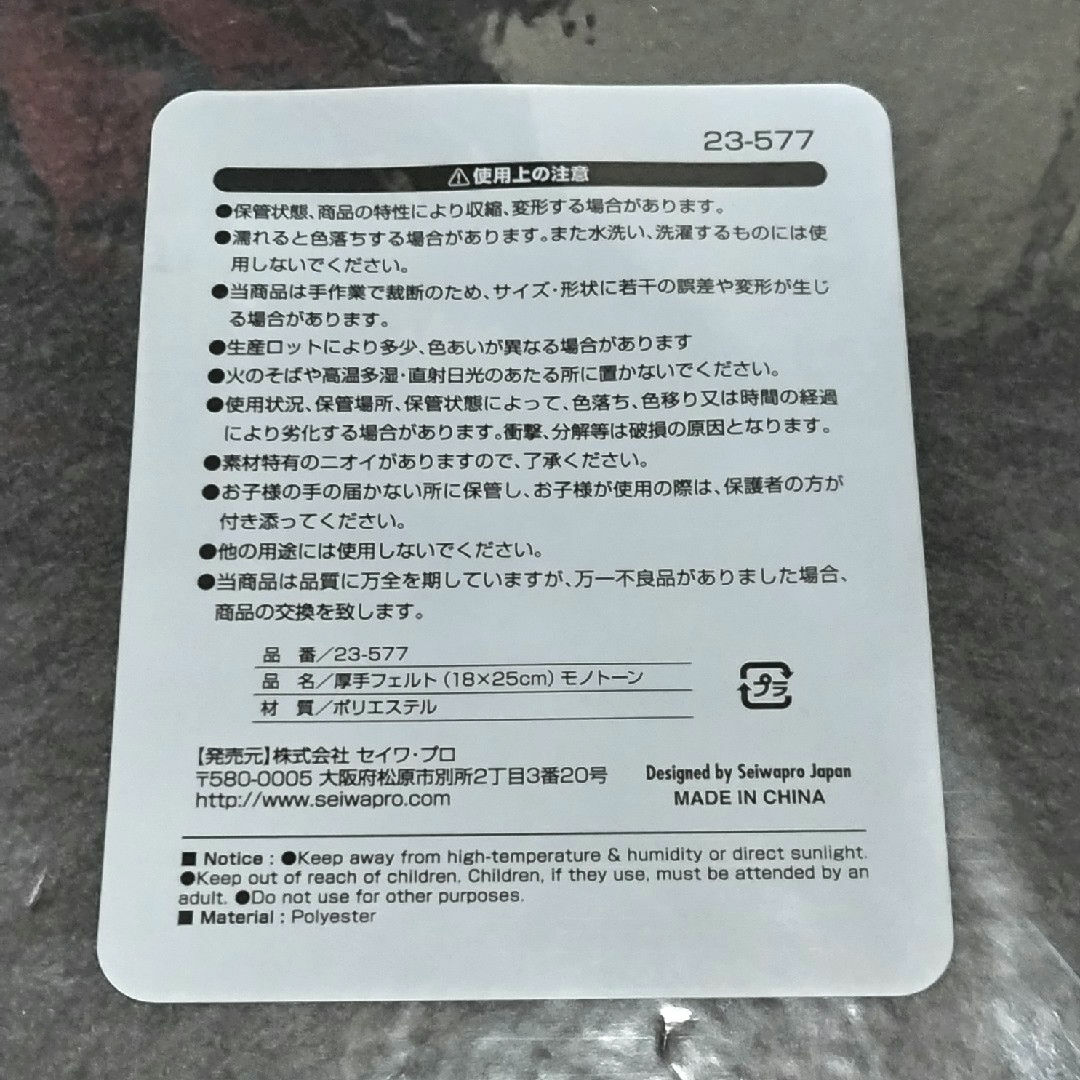 23-577
⚠使用上の注意
●保管状態、商品の特性により収縮、変形する場合があります。
●濡れると色落ちする場合があります。また水洗い、洗濯するものには使
用しないでください。
●当商品は手作業で裁断のため、サイズ・形状に若干の誤差や変形が生じ
る場合があります。
●生産ロットにより多少、色あいが異なる場合があります
●火のそばや高温多湿・直射日光のあたる所に置かないでください。
●使用状況、保管場所、保管状態によって、色落ち、色移り又は時間の経過
により劣化する場合があります。衝撃、分解等は破損の原因となります。
●素材特有のニオイがありますので、了承ください。
●お子様の手の届かない所に保管し、お子様が使用の際は、保護者の方が
付き添ってください。
●他の用途には使用しないでください。
●当商品は品質に万全を期していますが、万一不良品がありました場合、
商品の交換を致します。
品 番/23-577
品 名/厚手フェルト(18×25cm)モノトーン
材 質/ポリエステル
プラ
【発売元】株式会社 セイワ・プロ
〒580-0005 大阪府松原市別所2丁目3番20号
http://www.seiwapro.com
Designed by Seiwapro Japan
MADE IN CHINA
■ Notice : ●Keep away from high-temperature & humidity or direct sunlight.
●Keep out of reach of children. Children, if they use, must be attended by an
adult. ●Do not use for other purposes.
■ Material : Polyester